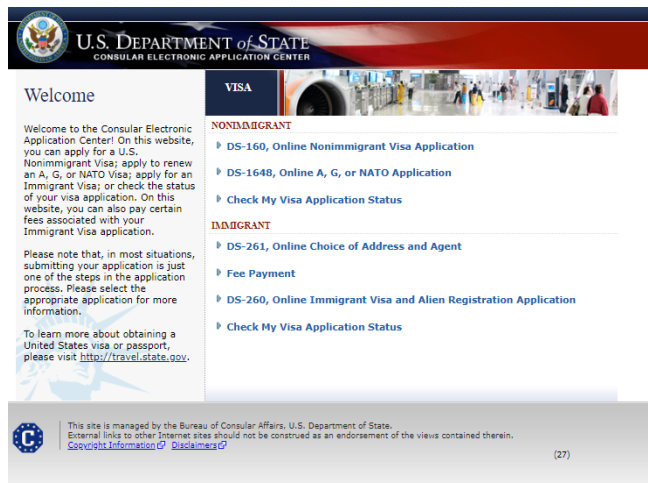 U.S. DEPARTMENT of STATE
CONSULAR ELECTRONIC APPLICATION CENTER
Welcome
Welcome to the Consular Electronic
Application Center! On this website,
you can apply for a U.S.
Nonimmigrant Visa; apply to renew
an A, G, or NATO Visa; apply for an
Immigrant Visa; or check the status
of your visa application. On this
website, you can also pay certain
fees associated with your
Immigrant Visa application.
Please note that, in most situations,
submitting your application is just
one of the steps in the application
process. Please select the
appropriate application for more
information.
To learn more about obtaining a
United States visa or passport,
please visit http://travel.state.gov.
VISA
NONIMMIGRANT
DS-160, Online Nonimmigrant Visa Application
DS-1648, Online A, G, or NATO Application
Check My Visa Application Status
IMMIGRANT
DS-261, Online Choice of Address and Agent
Fee Payment
DS-260, Online Immigrant Visa and Alien Registration Application
Check My Visa Application Status
C
This site is managed by the Bureau of Consular Affairs, U.S. Department of State.
External links to other Internet sites should not be construed as an endorsement of the views contained therein.
Copyright Information Disclaimers
(27)